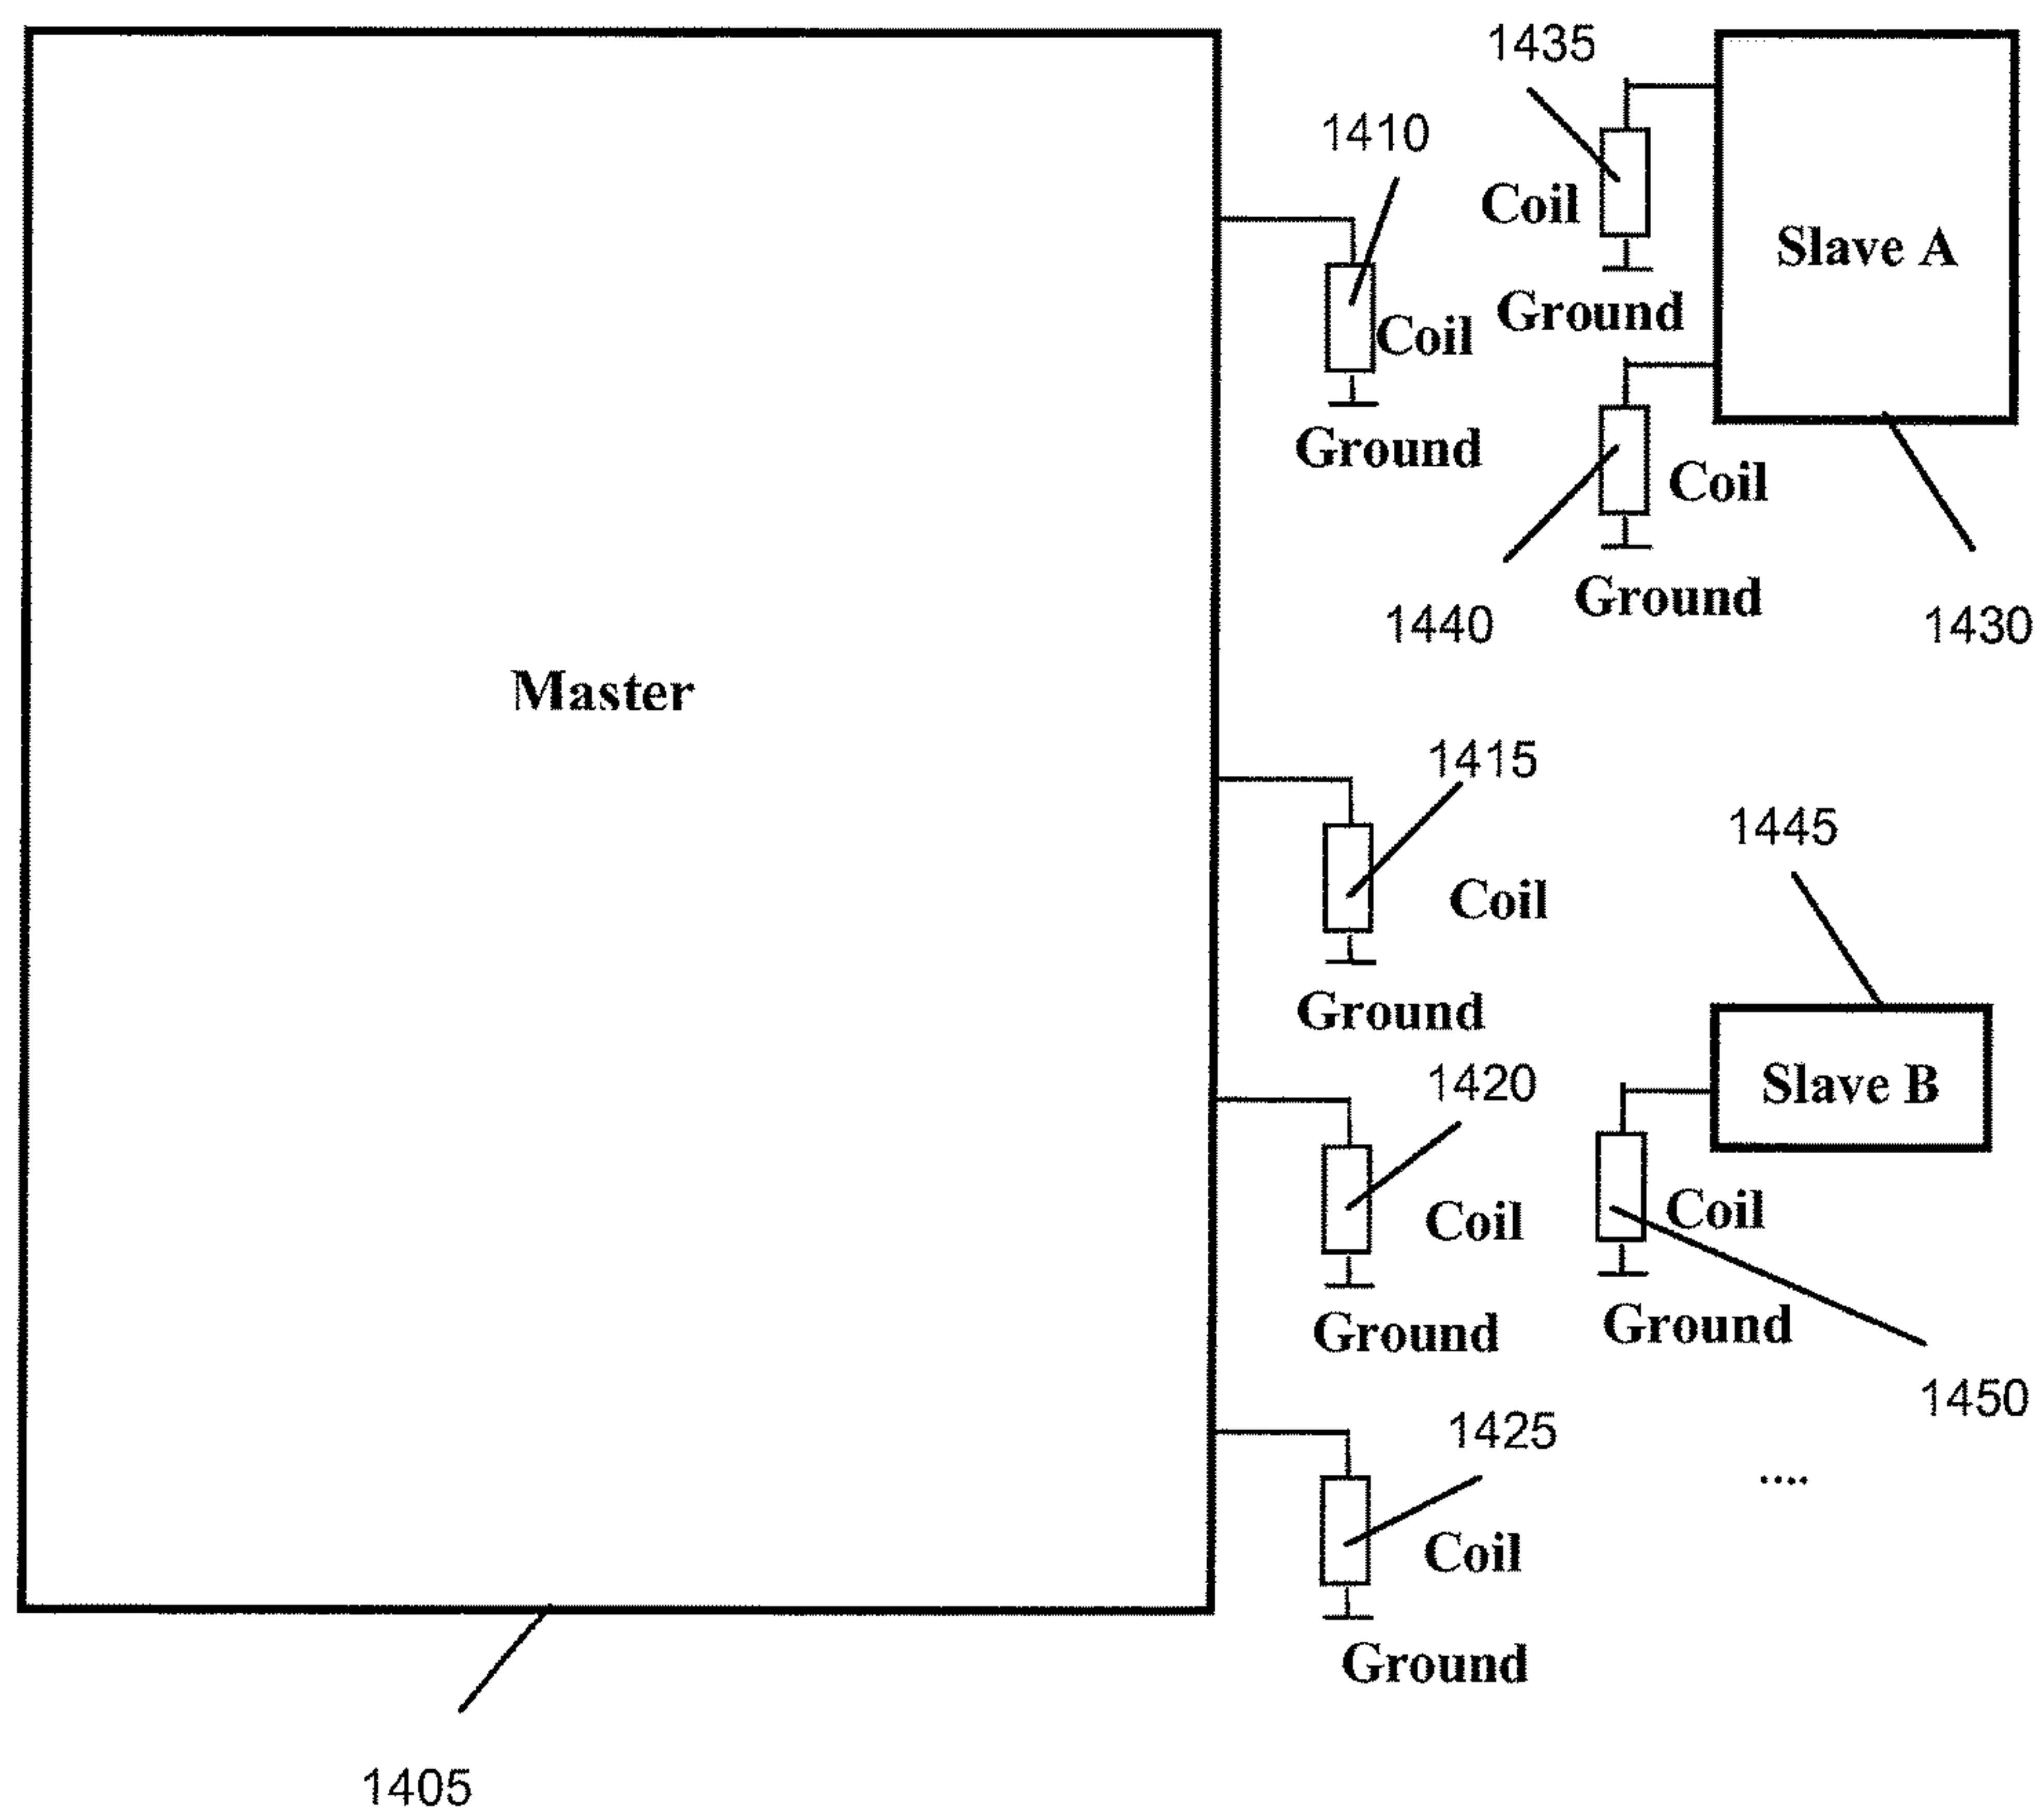 1435
1410
Coil
Slave A
Coil
Ground
Ground
Coil
1440
Ground
1430
Master
1415
1445
Coil
Ground
1420
Slave B
Coil
Coil
Ground
Ground
1450
1425
....
Coil
Ground
1405